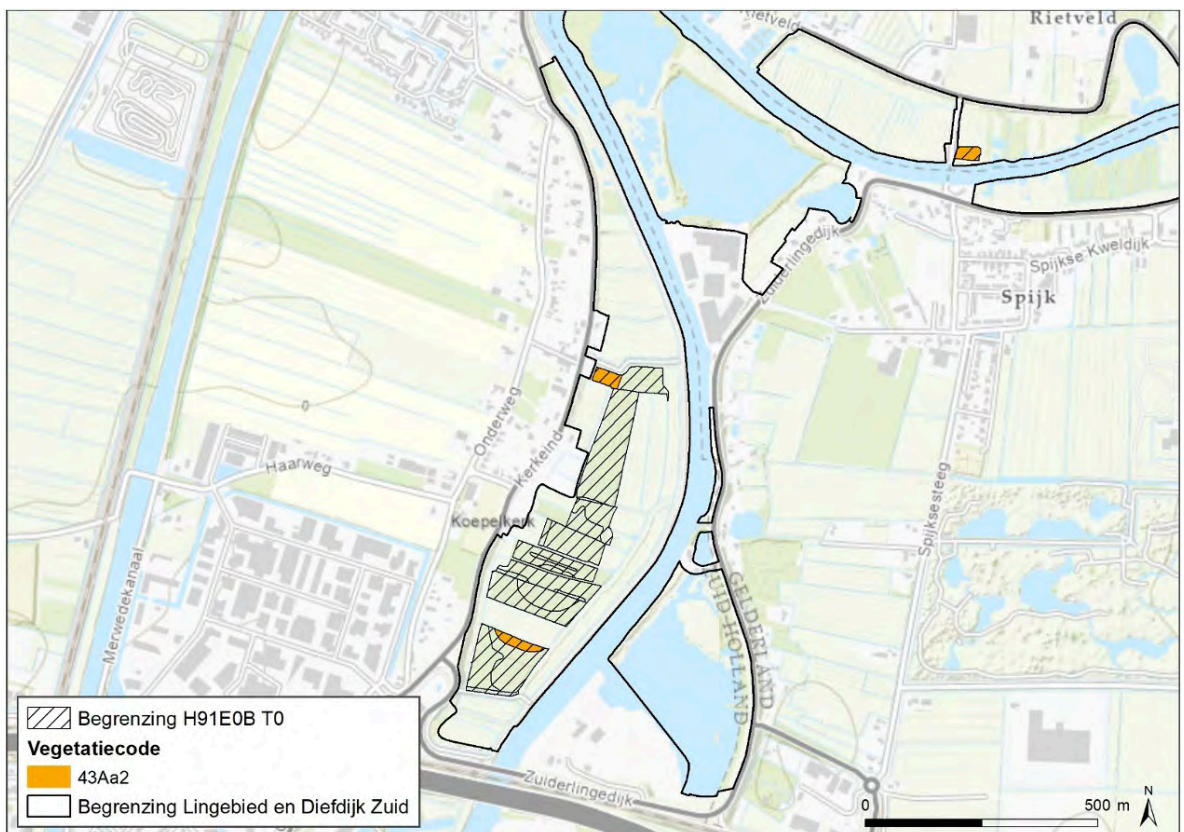 Rietveld
Rietveld
Zuiderlingedijk
Spijkse Kweldijk
Spijk
Onderweg
0
Kerkeind
Haarweg
Koepelkerk
Spijksesteeg
Merwedekanaal
GELDERLAND
ZUID-HOLLAND
Begrenzing H91E0B T0
Vegetatiecode
43Aa2
Begrenzing Lingebied en Diefdijk Zuid
Zuiderlingedijk
N
0 500 m